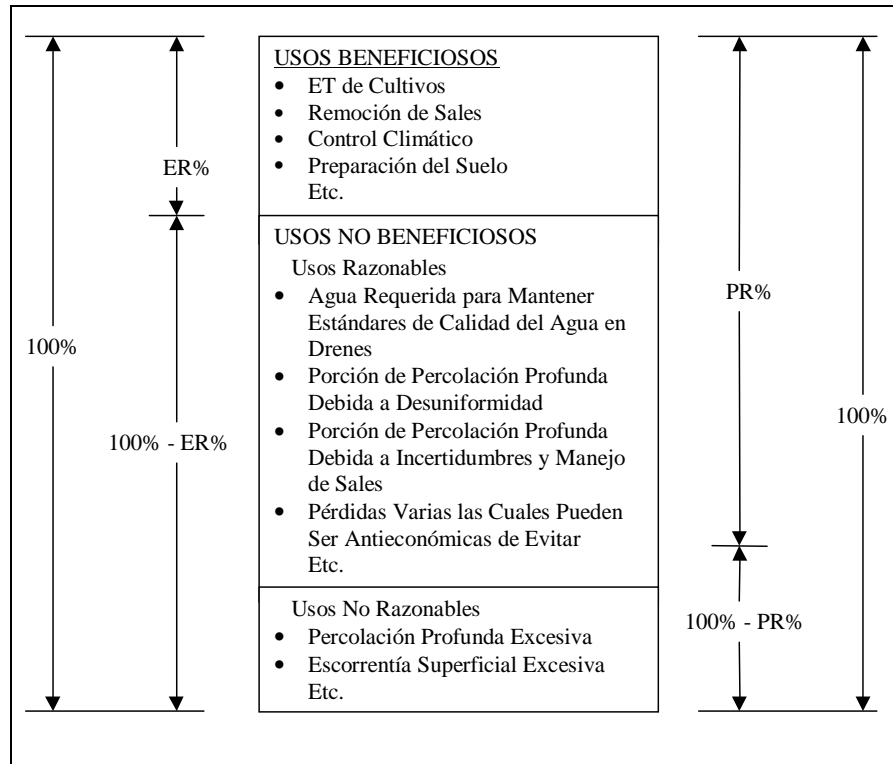 USOS BENEFICIOSOS
• ET de Cultivos
• Remoción de Sales
• Control Climático
• Preparación del Suelo
Etc.
ER%
USOS NO BENEFICIOSOS
Usos Razonables
• Agua Requerida para Mantener
Estándares de Calidad del Agua en
Drenes
• Porción de Percolación Profunda
Debida a Desuniformidad
• Porción de Percolación Profunda
Debida a Incertidumbres y Manejo
de Sales
• Pérdidas Varias las Cuales Pueden
Ser Antieconómicas de Evitar
Etc.
100%
100% - ER%
PR%
100%
Usos No Razonables
• Percolación Profunda Excesiva
• Escorrentía Superficial Excesiva
Etc.
100% - PR%